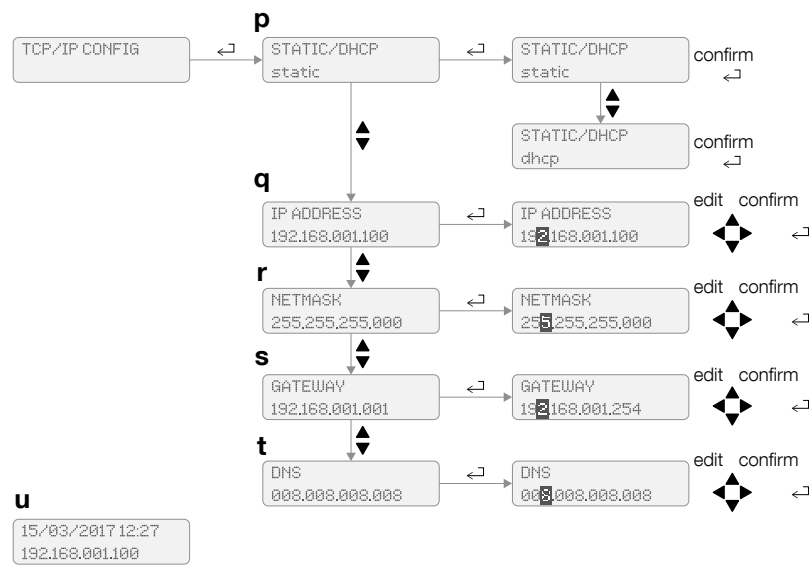 p
TCP/IP CONFIG
STATIC/DHCP
static
STATIC/DHCP
static
confirm
STATIC/DHCP
dhcp
confirm
q
IP ADDRESS
192.168.001.100
IP ADDRESS
192.168.001.100
edit confirm
r
NETMASK
255.255.255.000
NETMASK
255.255.255.000
edit confirm
s
GATEWAY
192.168.001.001
GATEWAY
192.168.001.254
edit confirm
t
DNS
008.008.008.008
DNS
008.008.008.008
edit confirm
u
15/03/2017 12:27
192.168.001.100